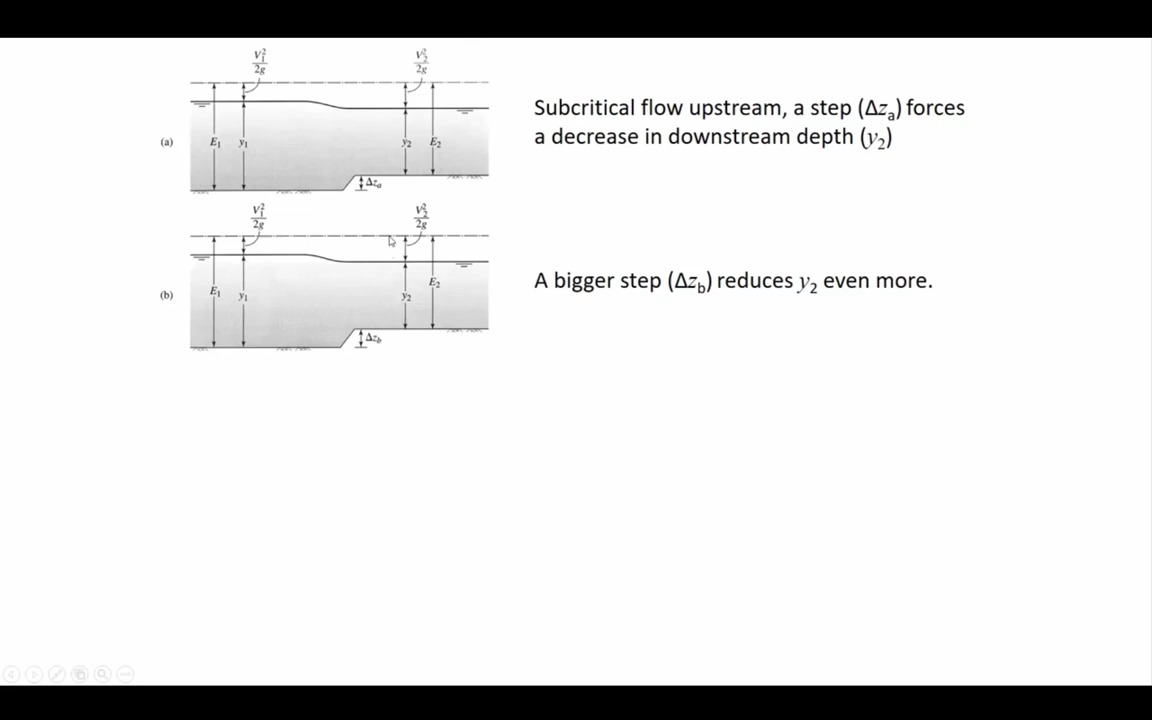 V₁²/2g V₂²/2g
Subcritical flow upstream, a step (Δzₐ) forces
a decrease in downstream depth (y₂)
(a) E₁ y₁ y₂ E₂
Δzₐ
V₁²/2g V₂²/2g
A bigger step (Δz_b) reduces y₂ even more.
(b) E₁ y₁ y₂ E₂
Δz_b